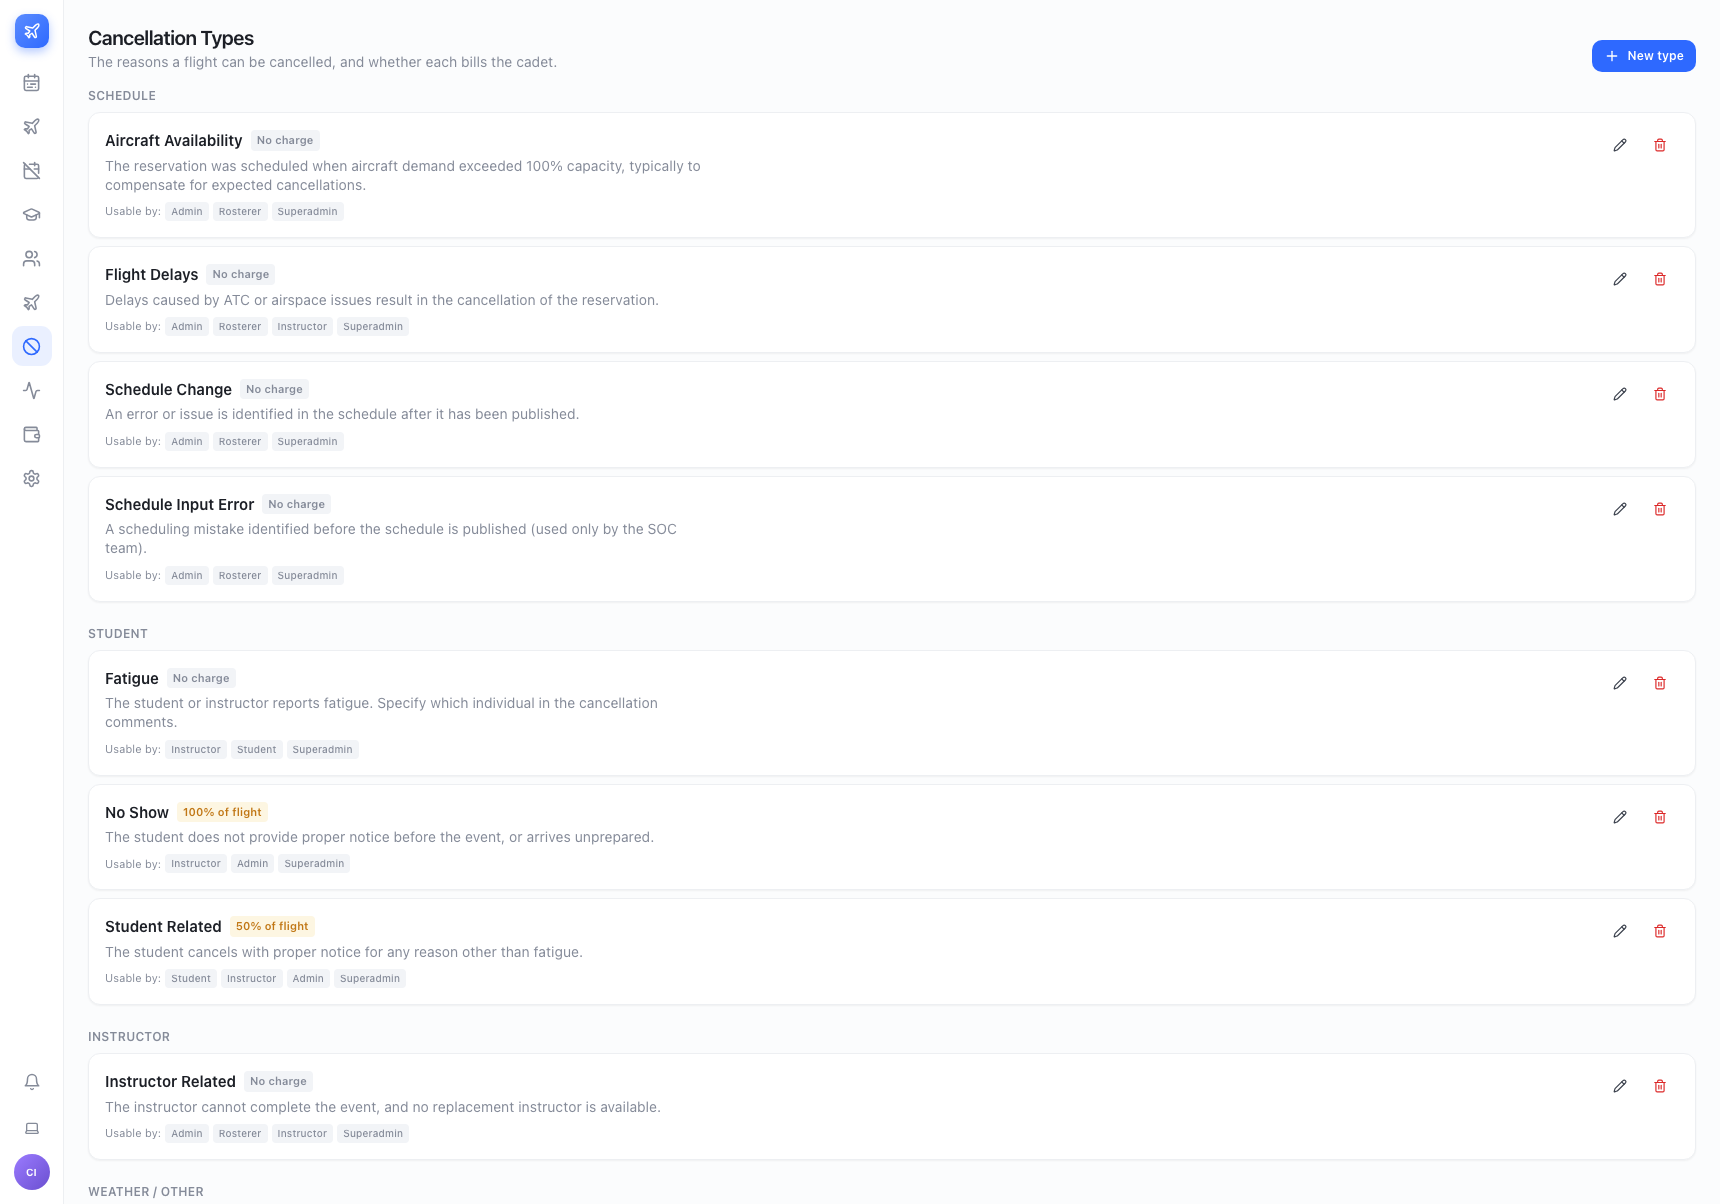 Cancellation Types
The reasons a flight can be cancelled, and whether each bills the cadet.
New type
SCHEDULE
Aircraft Availability No charge
The reservation was scheduled when aircraft demand exceeded 100% capacity, typically to
compensate for expected cancellations.
Usable by: Admin Rosterer Superadmin
Flight Delays No charge
Delays caused by ATC or airspace issues result in the cancellation of the reservation.
Usable by: Admin Rosterer Instructor Superadmin
Schedule Change No charge
An error or issue is identified in the schedule after it has been published.
Usable by: Admin Rosterer Superadmin
Schedule Input Error No charge
A scheduling mistake identified before the schedule is published (used only by the SOC
team).
Usable by: Admin Rosterer Superadmin
STUDENT
Fatigue No charge
The student or instructor reports fatigue. Specify which individual in the cancellation
comments.
Usable by: Instructor Student Superadmin
No Show 100% of flight
The student does not provide proper notice before the event, or arrives unprepared.
Usable by: Instructor Admin Superadmin
Student Related 50% of flight
The student cancels with proper notice for any reason other than fatigue.
Usable by: Student Instructor Admin Superadmin
INSTRUCTOR
Instructor Related No charge
The instructor cannot complete the event, and no replacement instructor is available.
Usable by: Admin Rosterer Instructor Superadmin
WEATHER / OTHER
CI